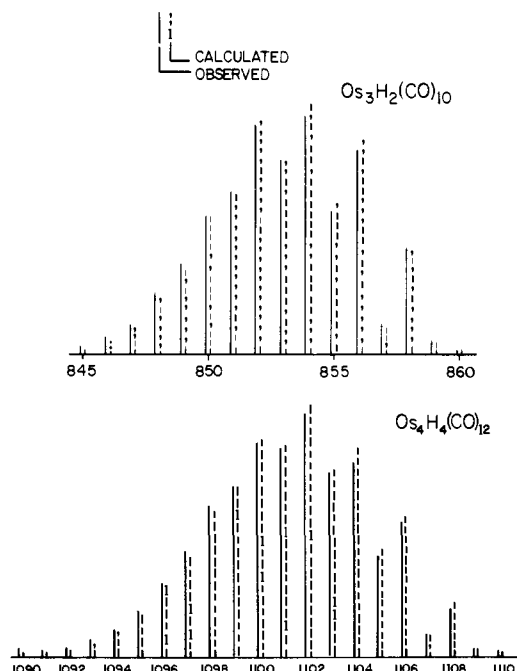 CALCULATED
OBSERVED
Os3H2(CO)10
845 850 855 860
Os4H4(CO)12
1090 1092 1094 1096 1098 1100 1102 1104 1106 1108 1110